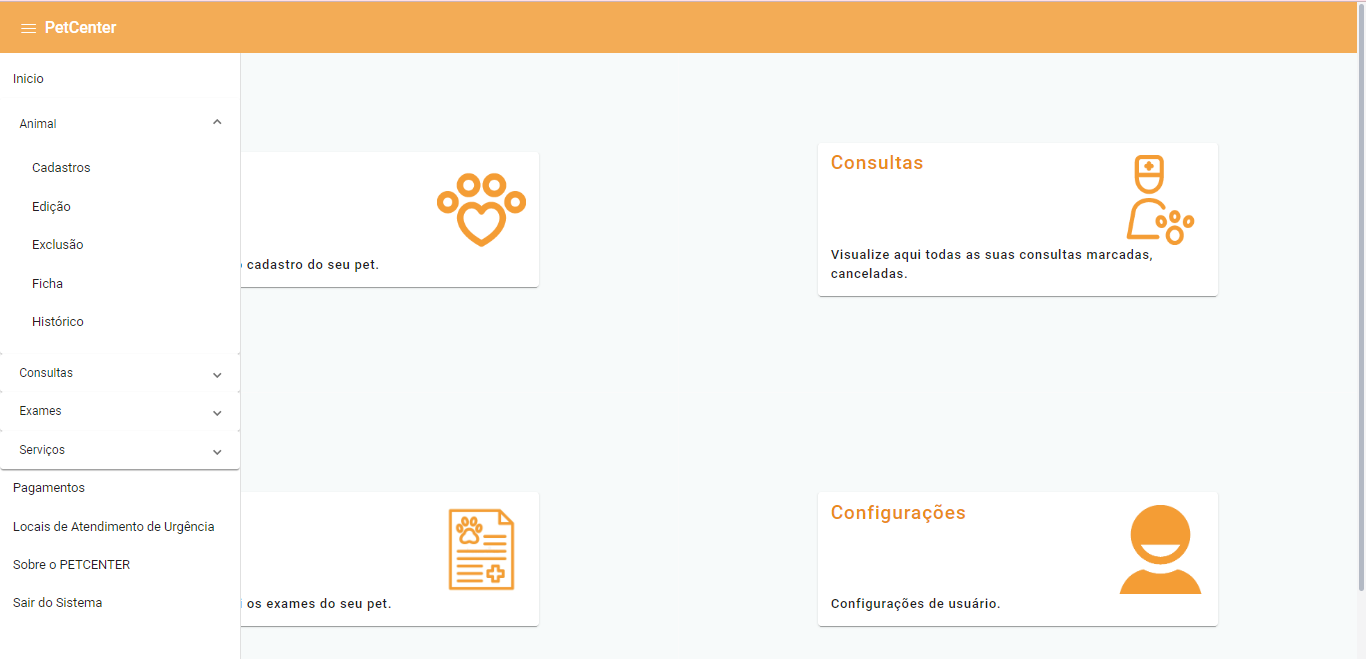 PetCenter
Inicio
Animal
Cadastros
Edição
Exclusão
Ficha
Histórico
Consultas
Exames
Serviços
Pagamentos
Locais de Atendimento de Urgência
Sobre o PETCENTER
Sair do Sistema
cadastro do seu pet.
Consultas
Visualize aqui todas as suas consultas marcadas,
canceladas.
os exames do seu pet.
Configurações
Configurações de usuário.